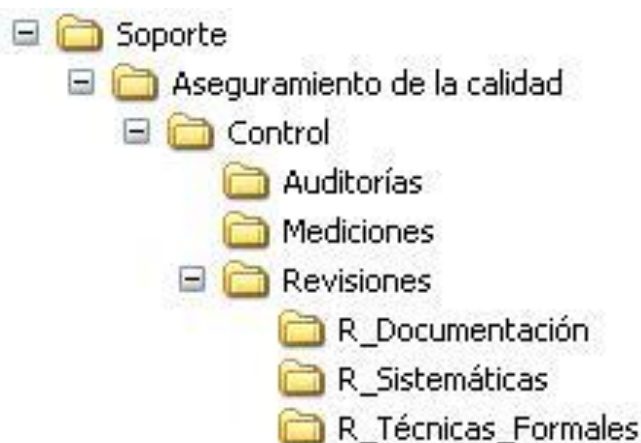 Soporte
Aseguramiento de la calidad
Control
Auditorías
Mediciones
Revisiones
R_Documentación
R_Sistemáticas
R_Técnicas_Formales